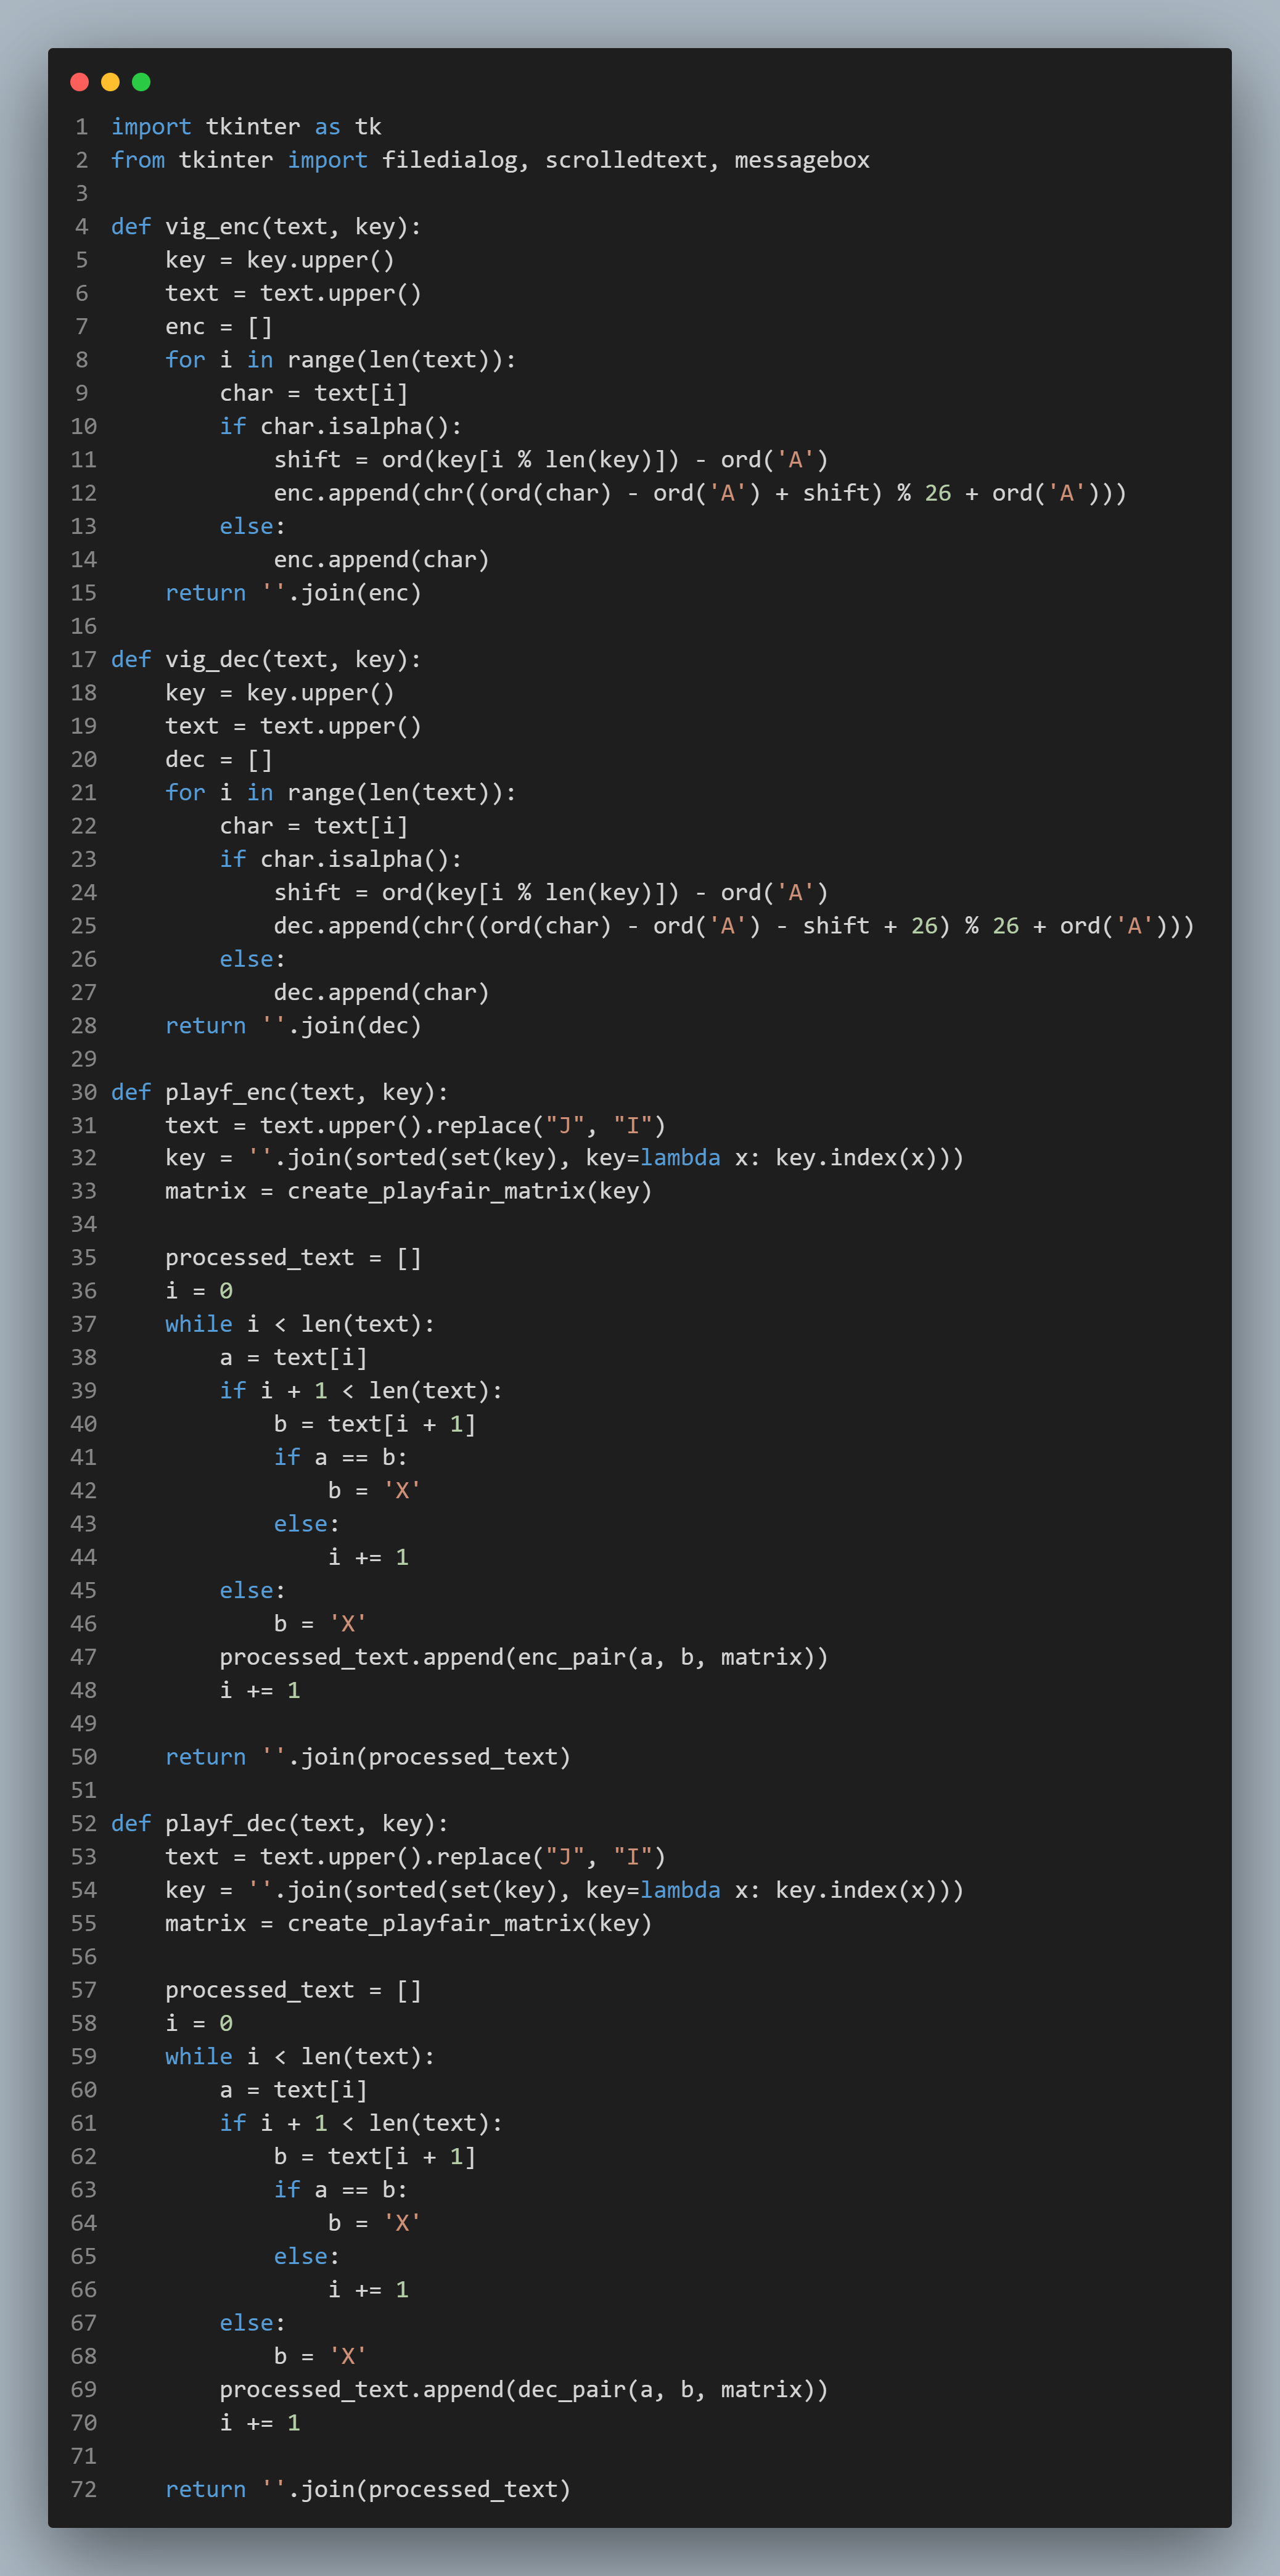 1 import tkinter as tk
2 from tkinter import filedialog, scrolledtext, messagebox
3
4 def vig_enc(text, key):
5     key = key.upper()
6     text = text.upper()
7     enc = []
8     for i in range(len(text)):
9         char = text[i]
10         if char.isalpha():
11             shift = ord(key[i % len(key)]) - ord('A')
12             enc.append(chr((ord(char) - ord('A') + shift) % 26 + ord('A')))
13         else:
14             enc.append(char)
15     return ''.join(enc)
16
17 def vig_dec(text, key):
18     key = key.upper()
19     text = text.upper()
20     dec = []
21     for i in range(len(text)):
22         char = text[i]
23         if char.isalpha():
24             shift = ord(key[i % len(key)]) - ord('A')
25             dec.append(chr((ord(char) - ord('A') - shift + 26) % 26 + ord('A')))
26         else:
27             dec.append(char)
28     return ''.join(dec)
29
30 def playf_enc(text, key):
31     text = text.upper().replace("J", "I")
32     key = ''.join(sorted(set(key), key=lambda x: key.index(x)))
33     matrix = create_playfair_matrix(key)
34
35     processed_text = []
36     i = 0
37     while i < len(text):
38         a = text[i]
39         if i + 1 < len(text):
40             b = text[i + 1]
41             if a == b:
42                 b = 'X'
43             else:
44                 i += 1
45         else:
46             b = 'X'
47         processed_text.append(enc_pair(a, b, matrix))
48         i += 1
49
50     return ''.join(processed_text)
51
52 def playf_dec(text, key):
53     text = text.upper().replace("J", "I")
54     key = ''.join(sorted(set(key), key=lambda x: key.index(x)))
55     matrix = create_playfair_matrix(key)
56
57     processed_text = []
58     i = 0
59     while i < len(text):
60         a = text[i]
61         if i + 1 < len(text):
62             b = text[i + 1]
63             if a == b:
64                 b = 'X'
65             else:
66                 i += 1
67         else:
68             b = 'X'
69         processed_text.append(dec_pair(a, b, matrix))
70         i += 1
71
72     return ''.join(processed_text)